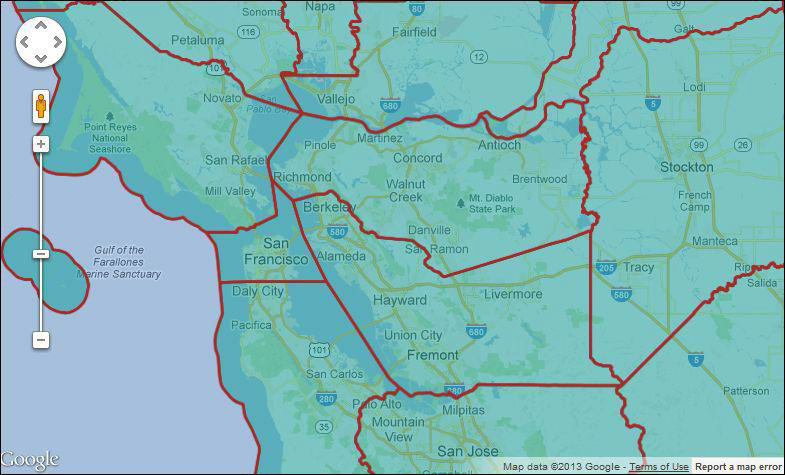 Sonoma
Napa
80
Galt
Petaluma
116
Fairfield
12
101
5
Lodi
Novato
San
Pablo Bay
Vallejo
680
Point Reyes
National
Seashore
Pinole
Martinez
Antioch
99
26
San Rafael
Concord
Stockton
Richmond
Mill Valley
Walnut
Creek
Brentwood
Berkeley
Mt. Diablo
State Park
French
Camp
580
Danville
Gulf of the
Farallones
Marine Sanctuary
San
Francisco
San Ramon
Manteca
Alameda
205
Tracy
Rip
Daly City
Hayward
Livermore
580
Salida
Pacifica
Union City
680
101
Fremont
5
San Carlos
280
280
Patterson
Palo Alto
Milpitas
35
Mountain
View
San Jose
Google
Map data ©2013 Google - Terms of Use
Report a map error
Campbell